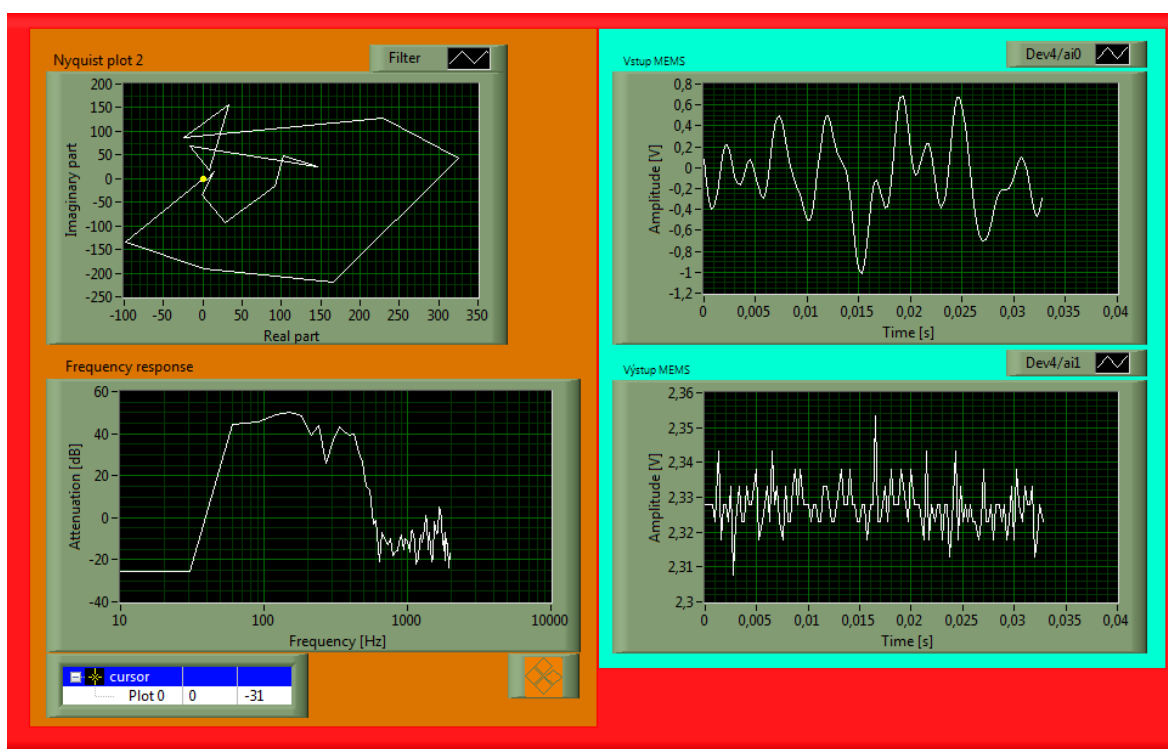 Nyquist plot 2
Filter
200
150
100
50
0
-50
-100
-150
-200
-250
Imaginary part
-100 -50 0 50 100 150 200 250 300 350
Real part
Frequency response
60
40
20
0
-20
-40
Attenuation [dB]
10 100 1000 10000
Frequency [Hz]
cursor
Plot 0 0 -31
Vstup MEMS
Dev4/ai0
0,8
0,6
0,4
0,2
0
-0,2
-0,4
-0,6
-0,8
-1
-1,2
Amplitude [V]
0 0,005 0,01 0,015 0,02 0,025 0,03 0,035 0,04
Time [s]
Výstup MEMS
Dev4/ai1
2,36
2,35
2,34
2,33
2,32
2,31
2,3
Amplitude [V]
0 0,005 0,01 0,015 0,02 0,025 0,03 0,035 0,04
Time [s]